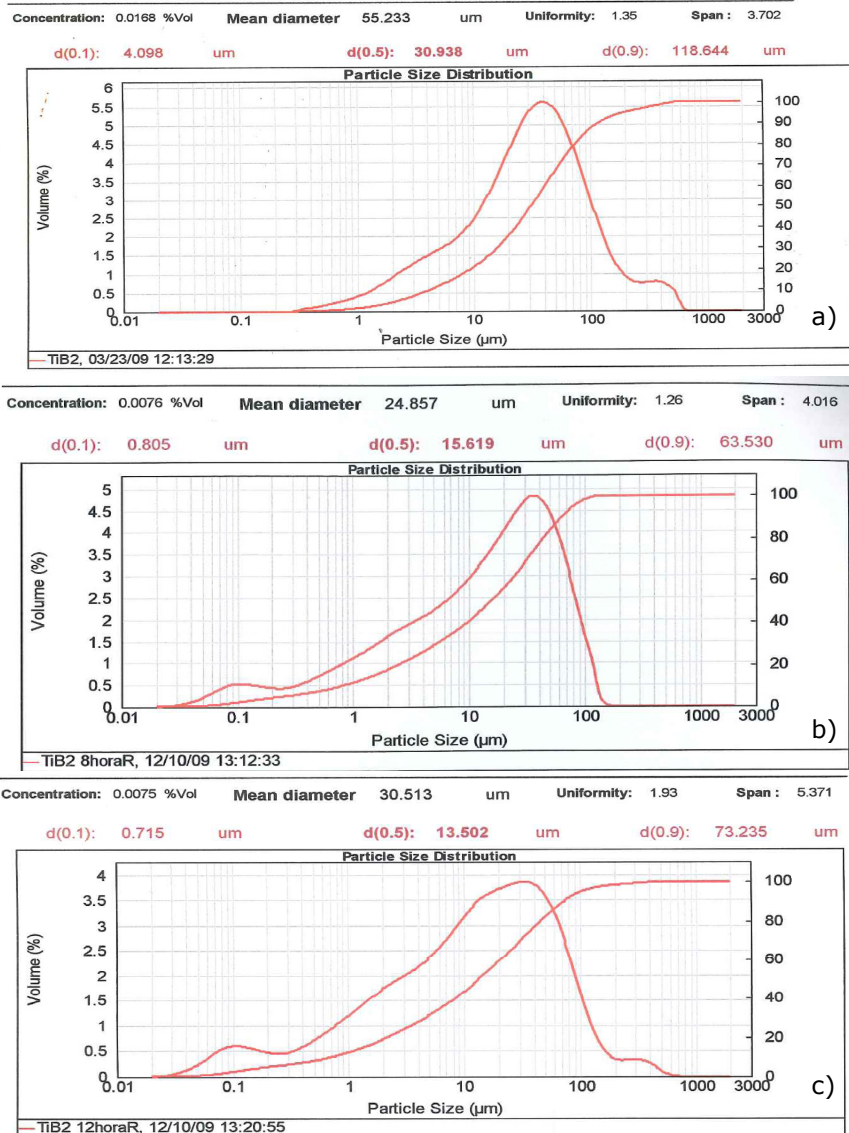 Concentration: 0.0168 %Vol Mean diameter 55.233 um Uniformity: 1.35 Span : 3.702
d(0.1): 4.098 um d(0.5): 30.938 um d(0.9): 118.644 um
Particle Size Distribution
Volume (%)
6
5.5
5
4.5
4
3.5
3
2.5
2
1.5
1
0.5
0
100
90
80
70
60
50
40
30
20
10
0
0.01 0.1 1 10 100 1000 3000
Particle Size (µm)
a)
TiB2, 03/23/09 12:13:29
Concentration: 0.0076 %Vol Mean diameter 24.857 um Uniformity: 1.26 Span : 4.016
d(0.1): 0.805 um d(0.5): 15.619 um d(0.9): 63.530 um
Particle Size Distribution
Volume (%)
5
4.5
4
3.5
3
2.5
2
1.5
1
0.5
0
100
80
60
40
20
0
0.01 0.1 1 10 100 1000 3000
Particle Size (µm)
b)
TiB2 8horaR, 12/10/09 13:12:33
Concentration: 0.0075 %Vol Mean diameter 30.513 um Uniformity: 1.93 Span : 5.371
d(0.1): 0.715 um d(0.5): 13.502 um d(0.9): 73.235 um
Particle Size Distribution
Volume (%)
4
3.5
3
2.5
2
1.5
1
0.5
0
100
80
60
40
20
0
0.01 0.1 1 10 100 1000 3000
Particle Size (µm)
c)
TiB2 12horaR, 12/10/09 13:20:55